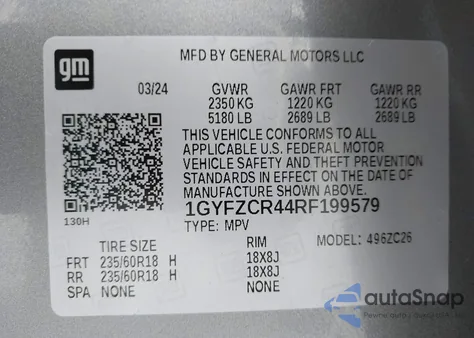 gm
MFD BY GENERAL MOTORS LLC
03/24 GVWR GAWR FRT GAWR RR
2350 KG 1220 KG 1220 KG
5180 LB 2689 LB 2689 LB
THIS VEHICLE CONFORMS TO ALL
APPLICABLE U.S. FEDERAL MOTOR
VEHICLE SAFETY AND THEFT PREVENTION
STANDARDS IN EFFECT ON THE DATE OF
MANUFACTURE SHOWN ABOVE.
130H
1GYFZCR44RF199579
TYPE: MPV MODEL: 496ZC26
TIRE SIZE RIM
FRT 235/60R18 H 18X8J
RR 235/60R18 H 18X8J
SPA NONE NONE
autoSnap